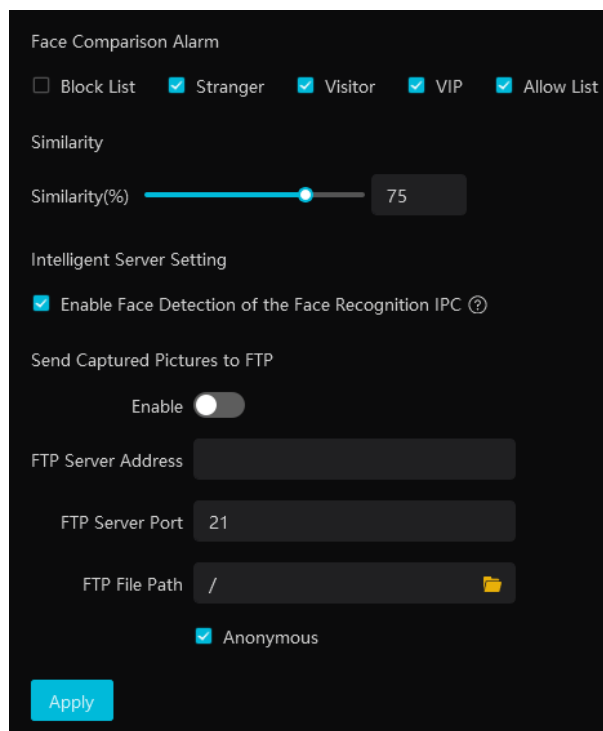 Face Comparison Alarm
Block List Stranger Visitor VIP Allow List
Similarity
Similarity(%) 75
Intelligent Server Setting
Enable Face Detection of the Face Recognition IPC ?
Send Captured Pictures to FTP
Enable
FTP Server Address
FTP Server Port 21
FTP File Path /
Anonymous
Apply